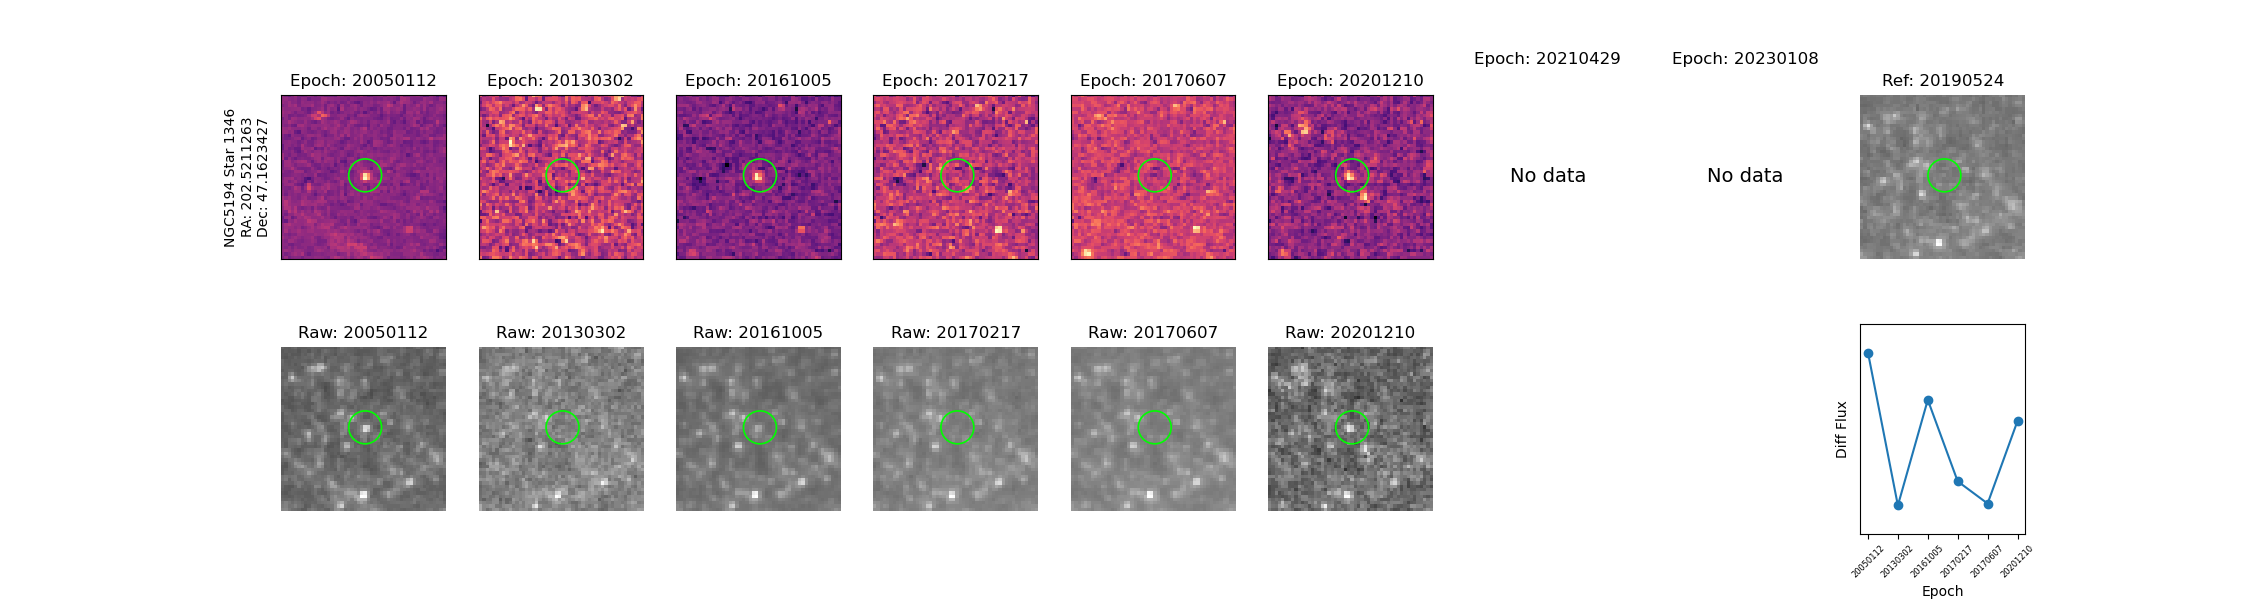 NGC5194 Star 1346
RA: 202.5211263
Dec: 47.1623427
Epoch: 20050112
Epoch: 20130302
Epoch: 20161005
Epoch: 20170217
Epoch: 20170607
Epoch: 20201210
Epoch: 20210429
Epoch: 20230108
Ref: 20190524
No data
No data
Raw: 20050112
Raw: 20130302
Raw: 20161005
Raw: 20170217
Raw: 20170607
Raw: 20201210
Diff Flux
20050112
20130302
20161005
20170217
20170607
20201210
Epoch